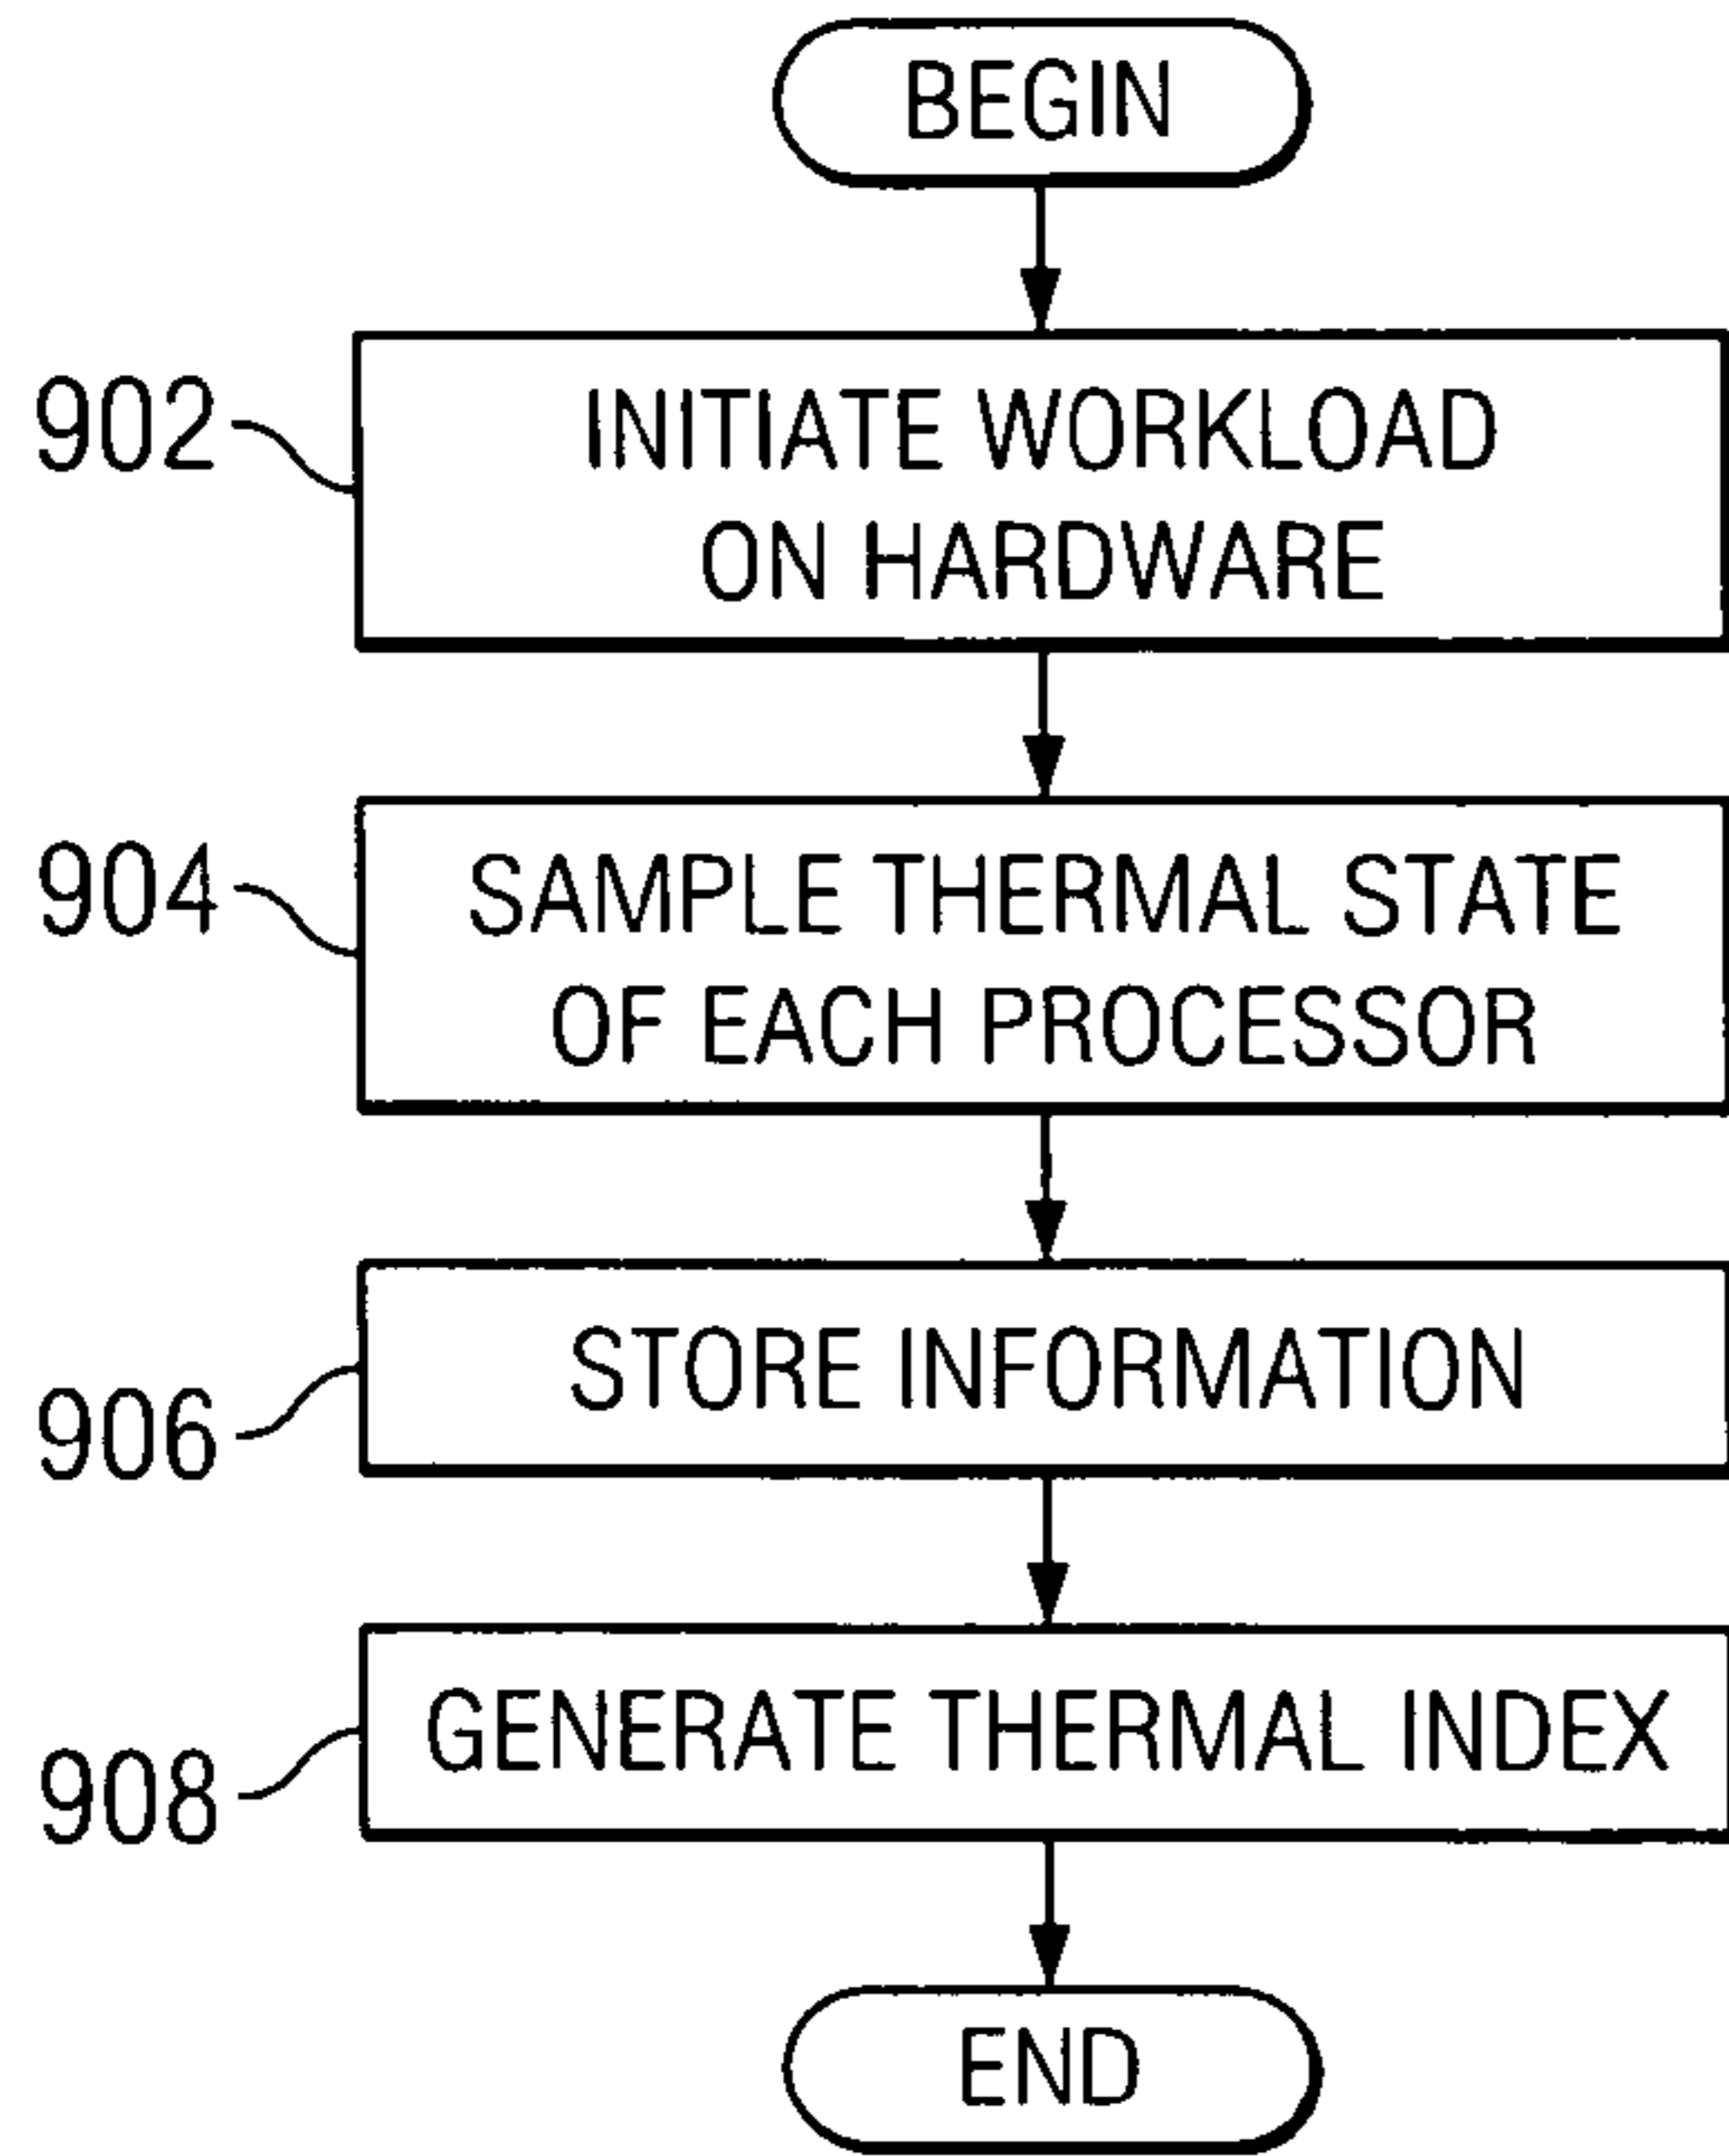 BEGIN
902
INITIATE WORKLOAD
ON HARDWARE
904
SAMPLE THERMAL STATE
OF EACH PROCESSOR
906
STORE INFORMATION
908
GENERATE THERMAL INDEX
END